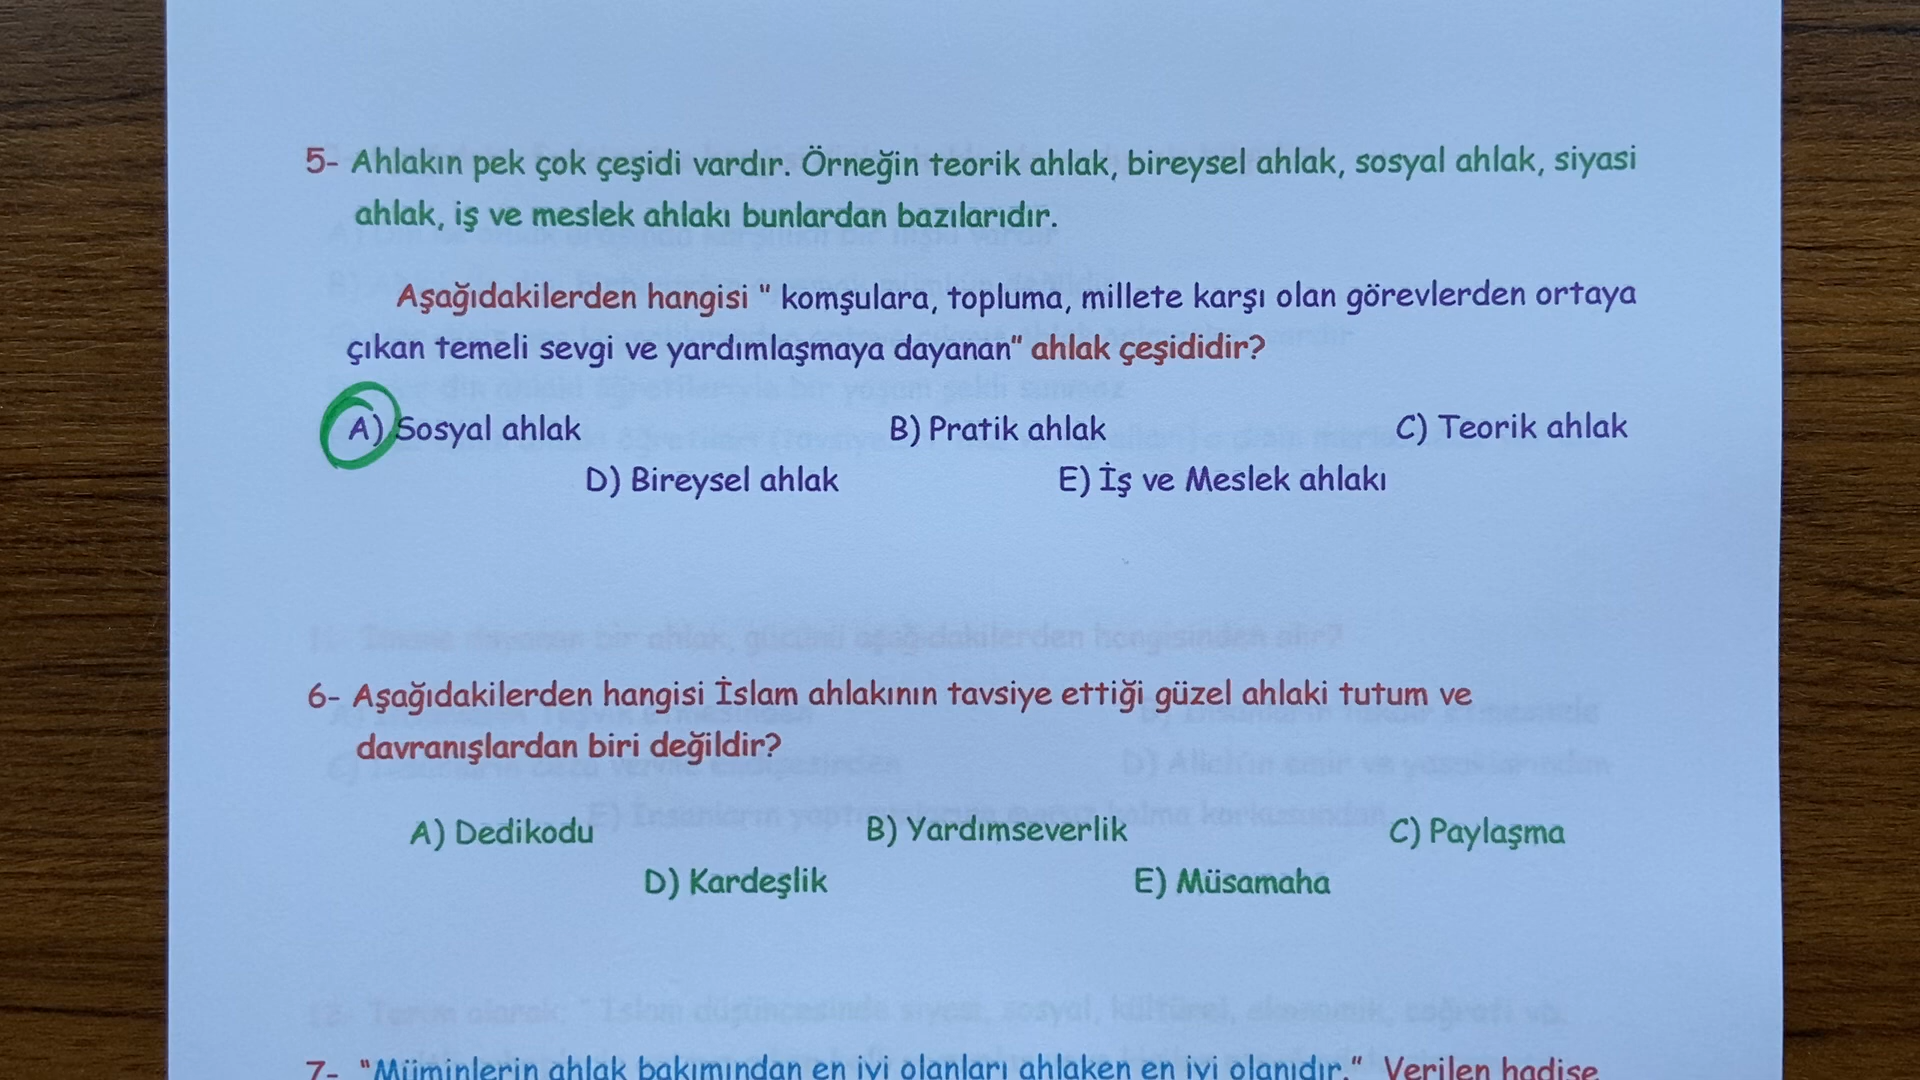 5- Ahlakın pek çok çeşidi vardır. Örneğin teorik ahlak, bireysel ahlak, sosyal ahlak, siyasi
ahlak, iş ve meslek ahlakı bunlardan bazılarıdır.
Aşağıdakilerden hangisi " komşulara, topluma, millete karşı olan görevlerden ortaya
çıkan temeli sevgi ve yardımlaşmaya dayanan" ahlak çeşididir?
A) Sosyal ahlak B) Pratik ahlak C) Teorik ahlak
D) Bireysel ahlak E) İş ve Meslek ahlakı
6- Aşağıdakilerden hangisi İslam ahlakının tavsiye ettiği güzel ahlaki tutum ve
davranışlardan biri değildir?
A) Dedikodu B) Yardımseverlik C) Paylaşma
D) Kardeşlik E) Müsamaha
7- "Müminlerin ahlak bakımından en iyi olanları ahlaken en iyi olanıdır." Verilen hadise